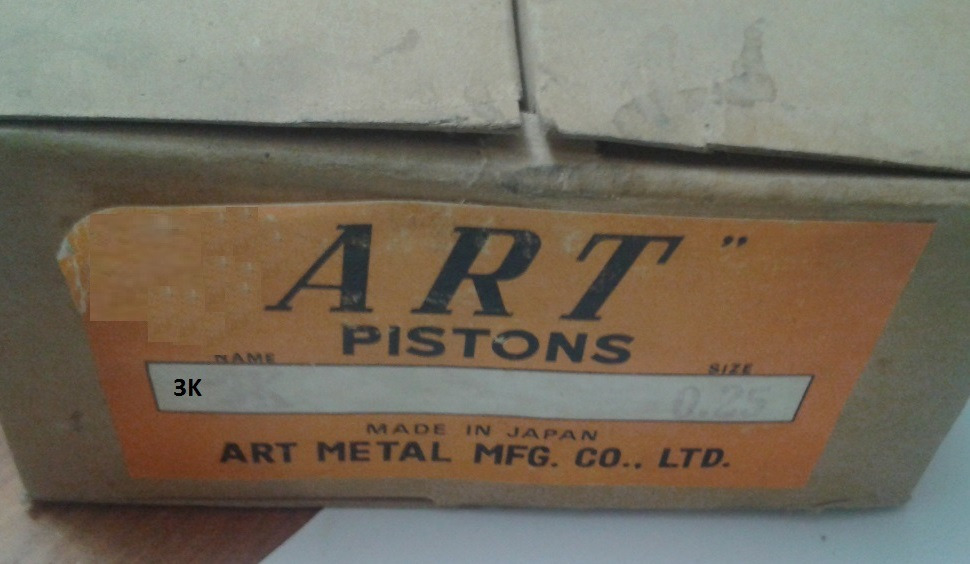 ART”
PISTONS
NAME SIZE
3K 0.25
MADE IN JAPAN
ART METAL MFG. CO., LTD.